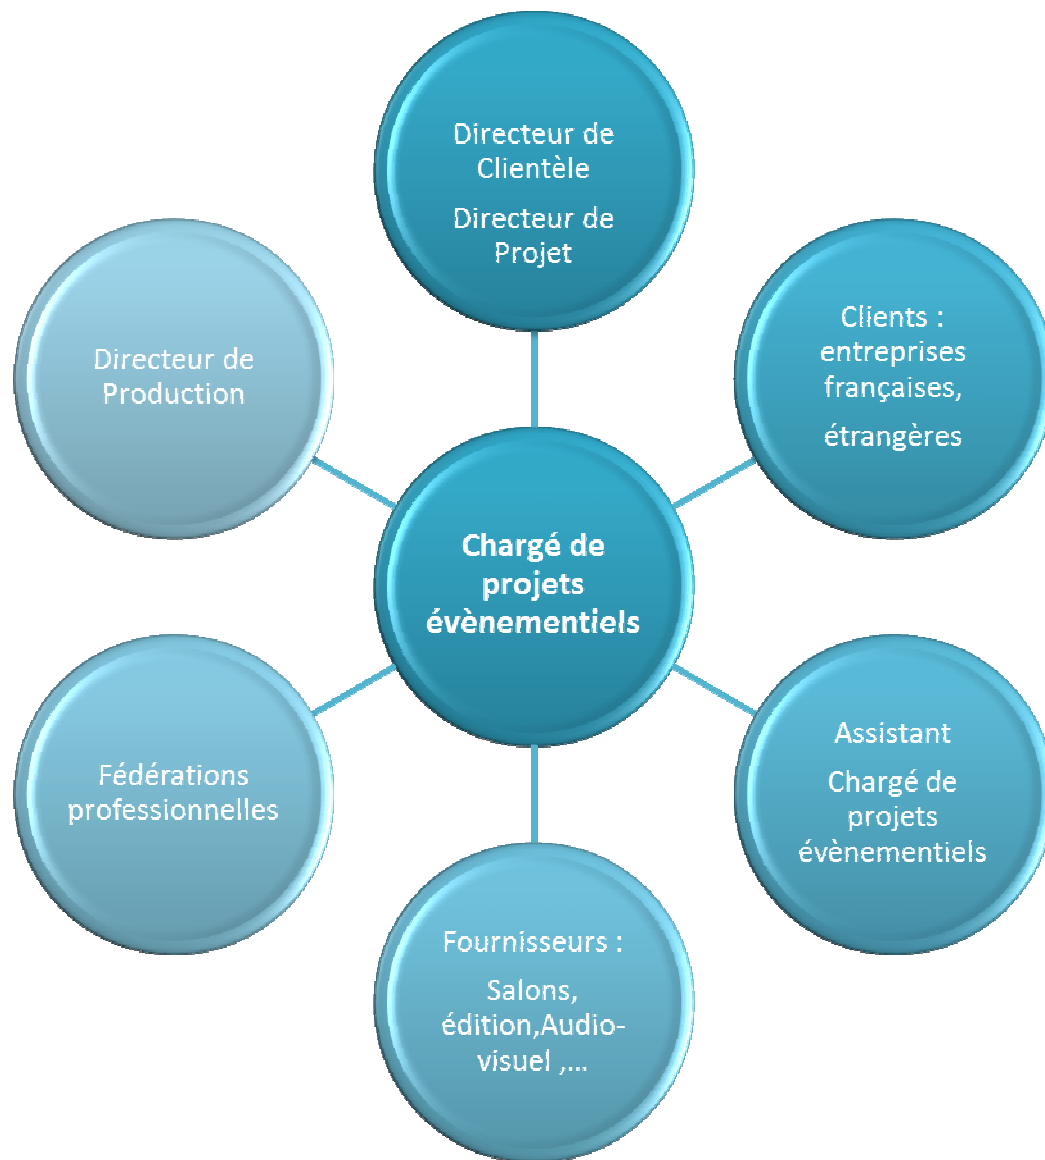 Directeur de
Clientèle
Directeur de
Projet
Clients :
entreprises
françaises,
étrangères
Directeur de
Production
Chargé de
projets
évènementiels
Assistant
Chargé de
projets
évènementiels
Fédérations
professionnelles
Fournisseurs :
Salons,
édition,Audio-
visuel ,...